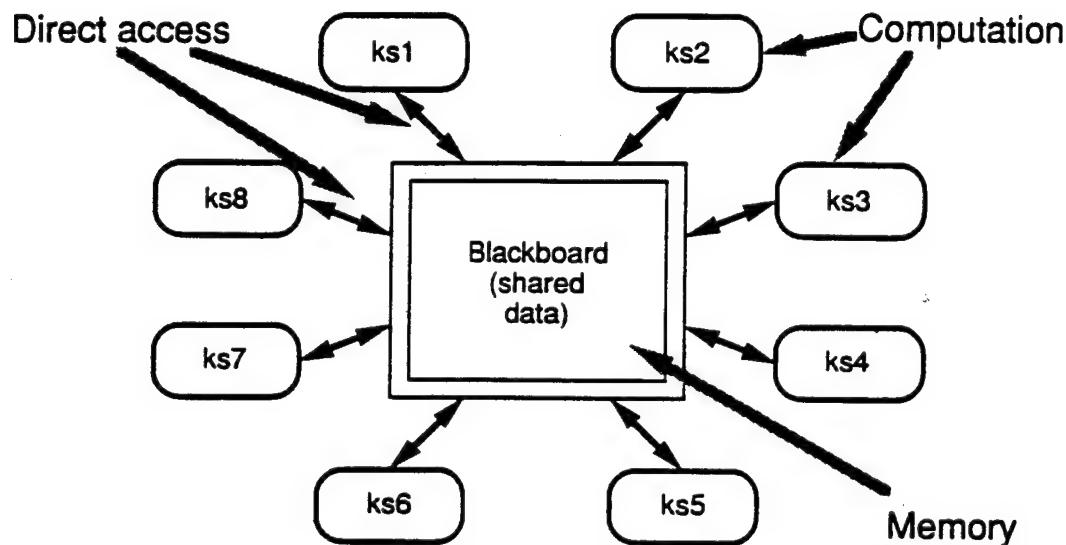 Direct access
ks1
ks2
Computation
ks8
ks3
Blackboard
(shared
data)
ks7
ks4
ks6
ks5
Memory